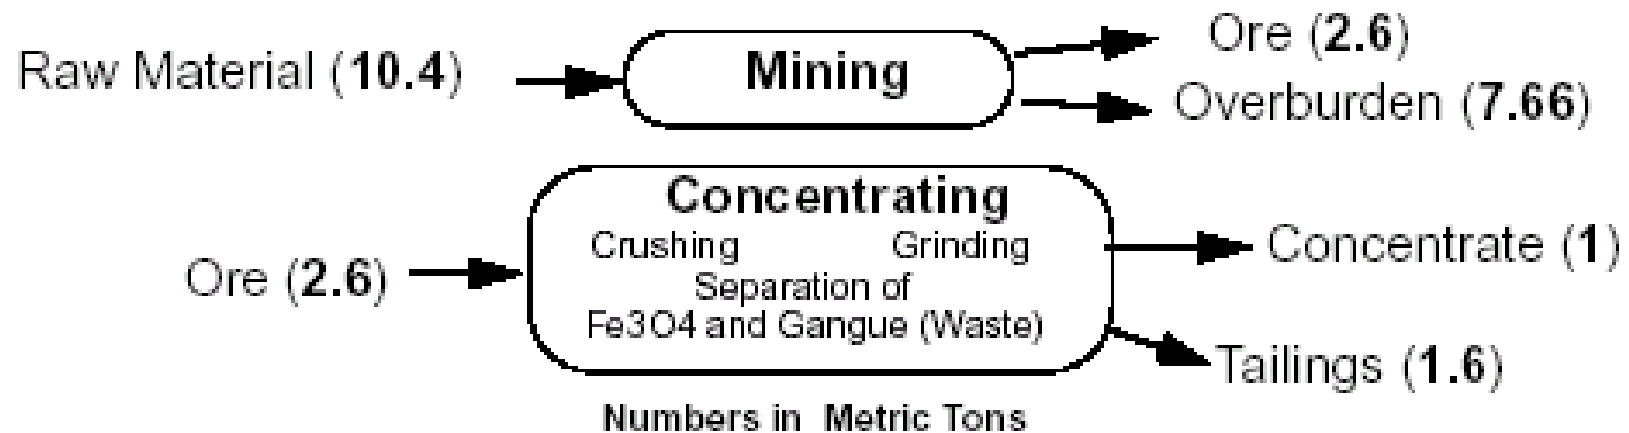 Raw Material (10.4)
Mining
Ore (2.6)
Overburden (7.66)
Ore (2.6)
Concentrating
Crushing Grinding
Separation of
Fe3O4 and Gangue (Waste)
Concentrate (1)
Tailings (1.6)
Numbers in Metric Tons